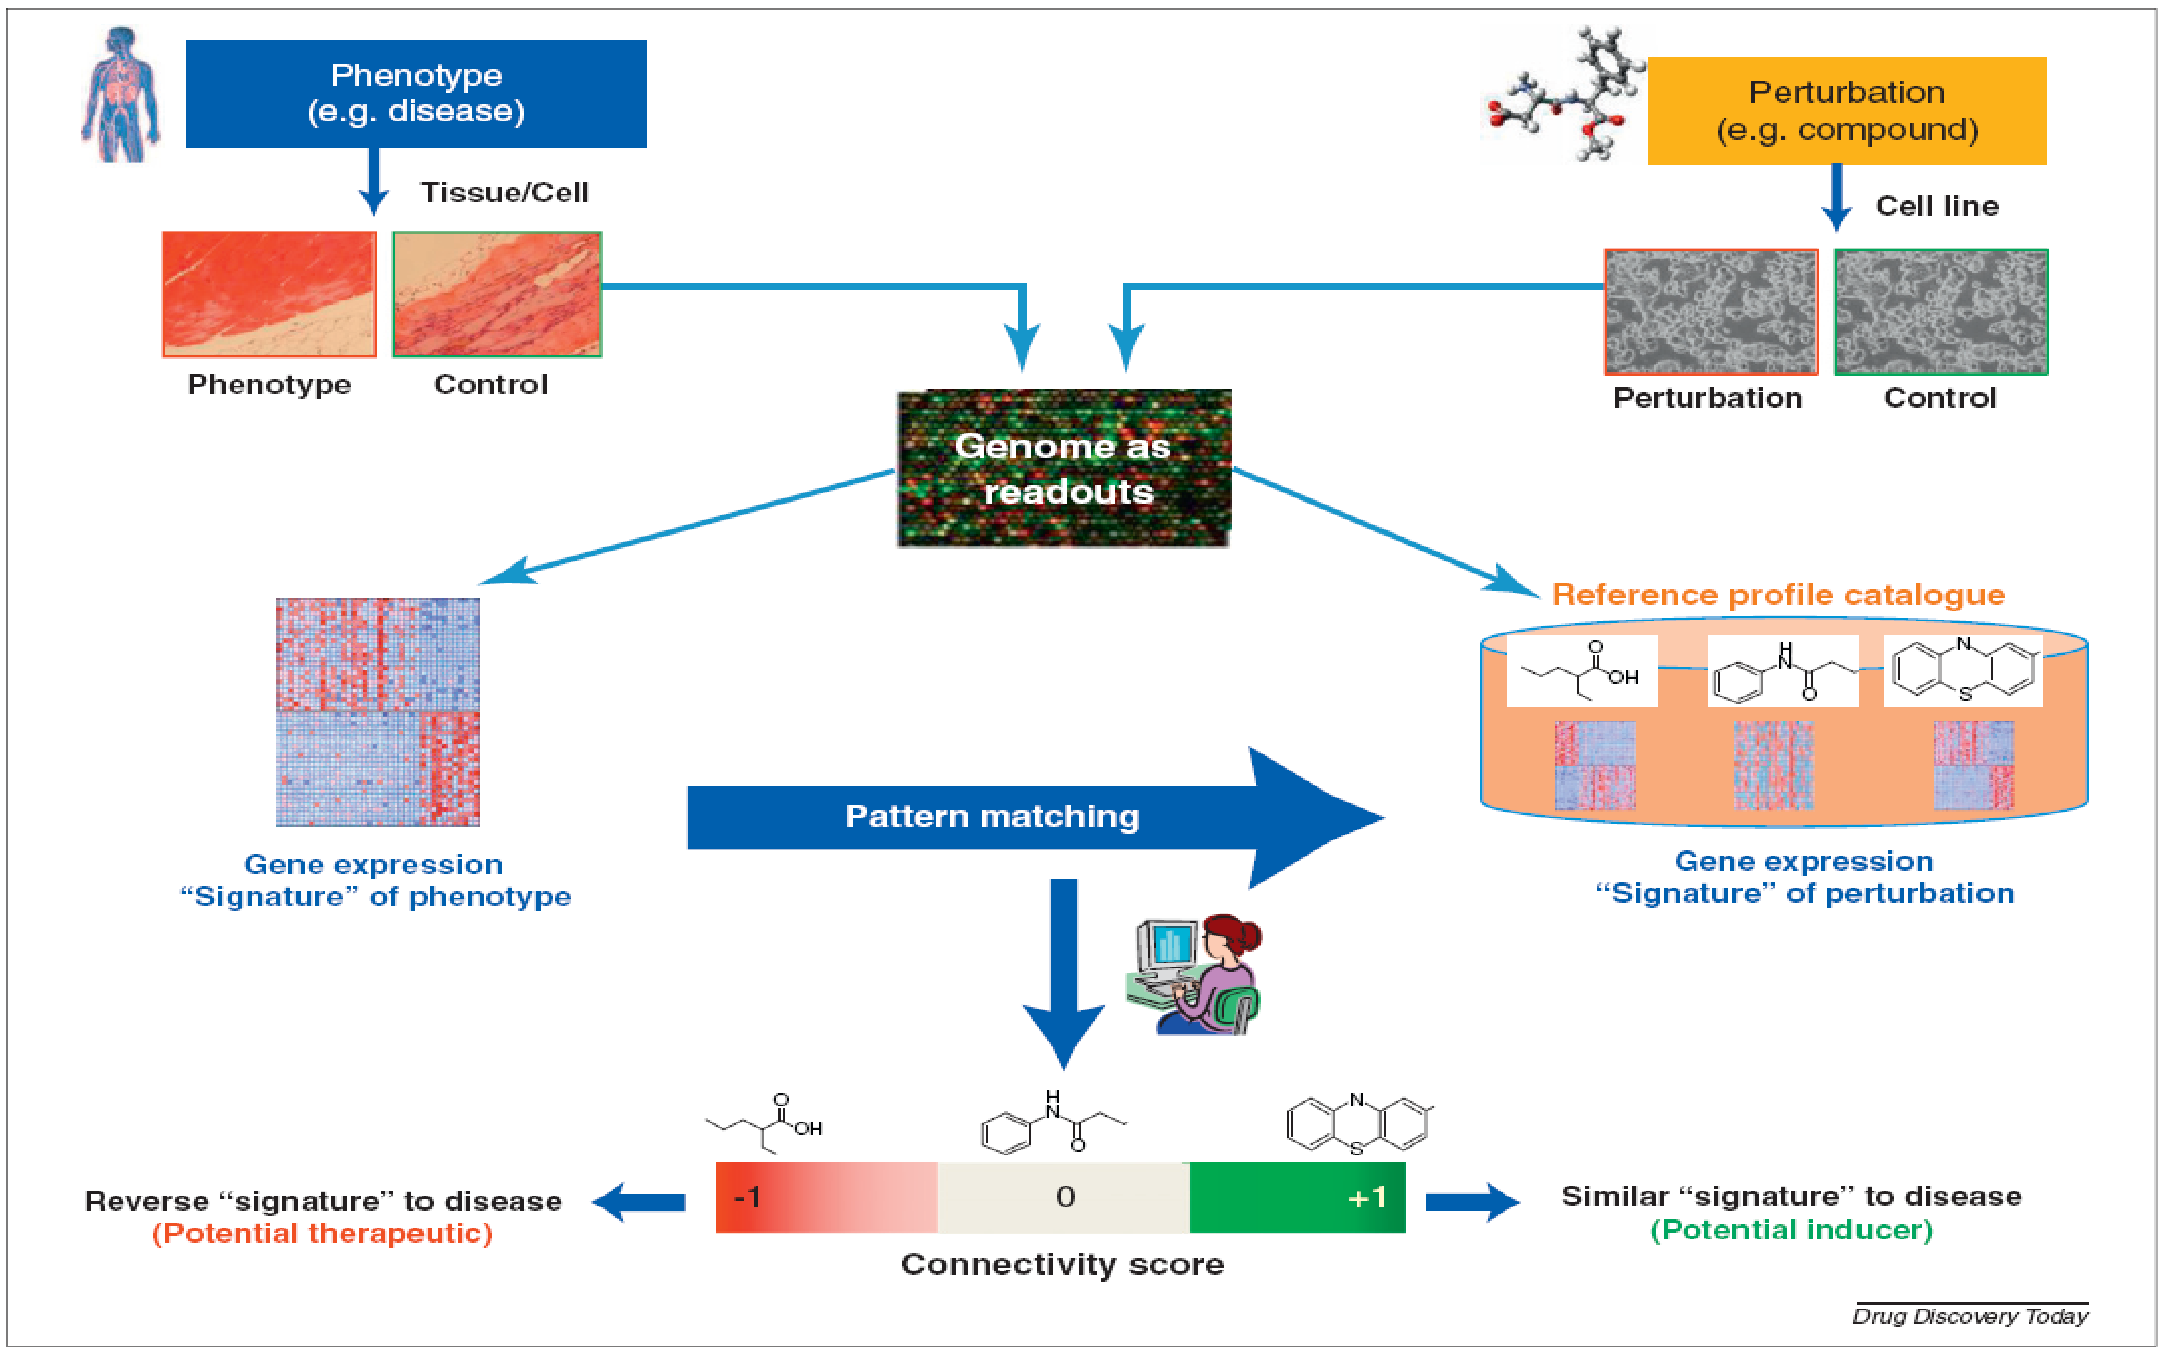 Phenotype
(e.g. disease)
Perturbation
(e.g. compound)
Tissue/Cell
Cell line
Phenotype
Control
Perturbation
Control
Genome as
readouts
Reference profile catalogue
O
OH
H
N
O
N
S
Pattern matching
Gene expression
“Signature” of phenotype
Gene expression
“Signature” of perturbation
O
OH
H
N
O
N
S
-1
0
+1
Reverse “signature” to disease
(Potential therapeutic)
Similar “signature” to disease
(Potential inducer)
Connectivity score
Drug Discovery Today